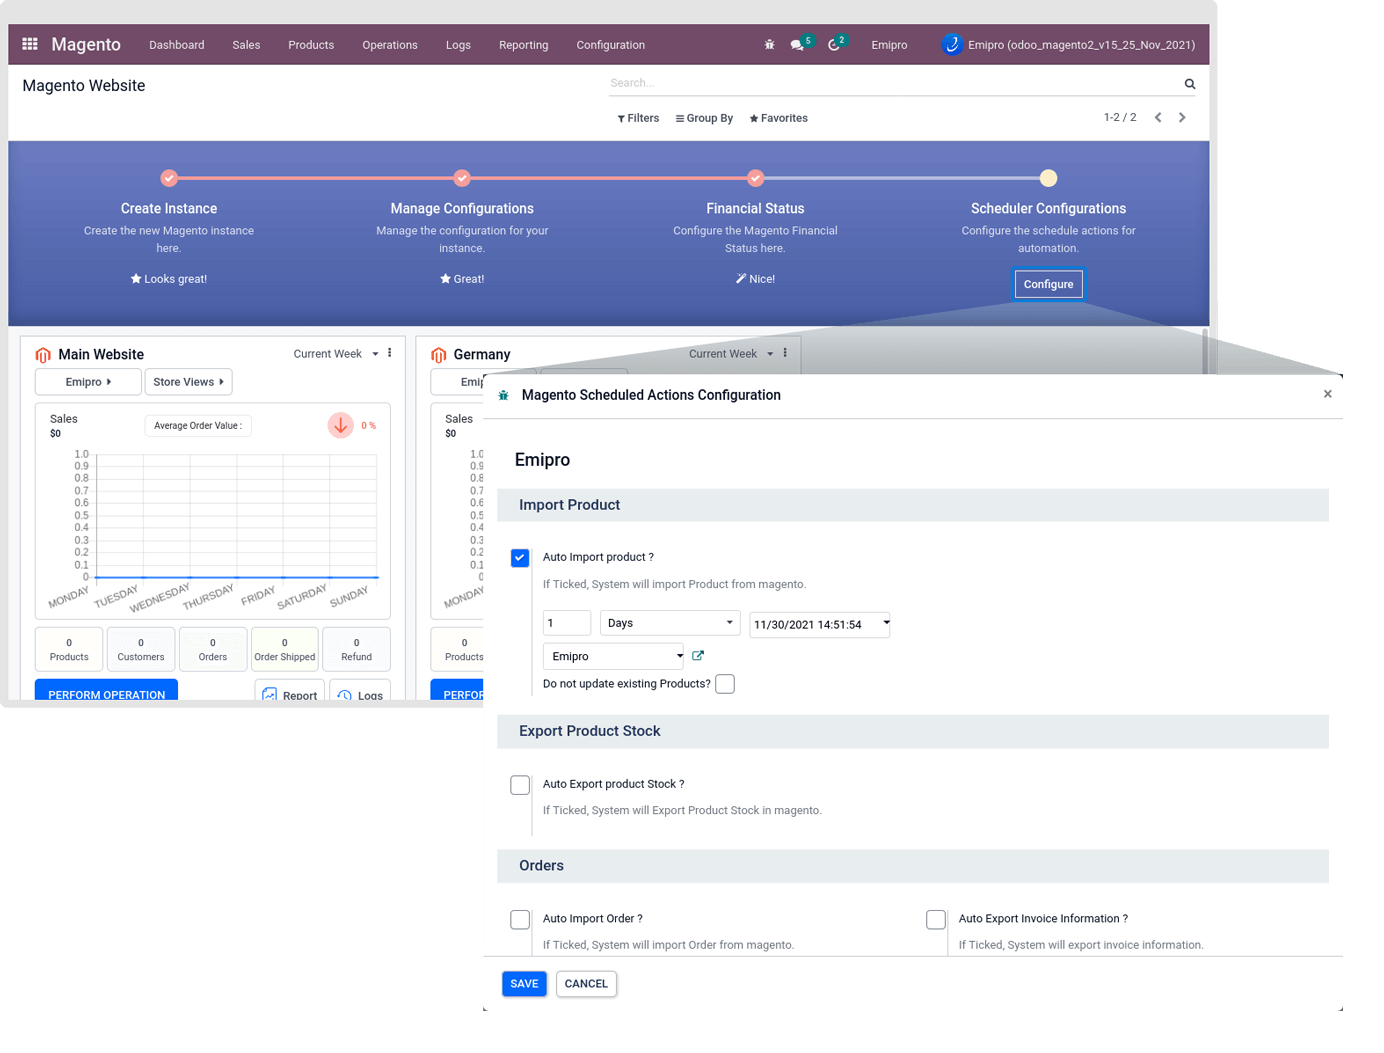 Magento Dashboard Sales Products Operations Logs Reporting Configuration 5 2 Emipro Emipro (odoo_magento2_v15_25_Nov_2021)
Magento Website
Search...
Filters Group By Favorites 1-2 / 2
Create Instance
Create the new Magento instance
here.
Looks great!
Manage Configurations
Manage the configuration for your
instance.
Great!
Financial Status
Configure the Magento Financial
Status here.
Nice!
Scheduler Configurations
Configure the schedule actions for
automation.
Configure
Main Website Current Week
Emipro Store Views
Sales
$0
Average Order Value :
0 %
1.0
0.9
0.8
0.7
0.6
0.5
0.4
0.3
0.2
0.1
0
MONDAY TUESDAY WEDNESDAY THURSDAY FRIDAY SATURDAY SUNDAY
0 0 0 0 0
Products Customers Orders Order Shipped Refund
PERFORM OPERATION Report Logs
Germany Current Week
Emip
Sales
$0
1.0
0.9
0.8
0.7
0.6
0.5
0.4
0.3
0.2
0.1
0
MONDA
0
Products
PERFOR
Magento Scheduled Actions Configuration ×
Emipro
Import Product
Auto Import product ?
If Ticked, System will import Product from magento.
1 Days 11/30/2021 14:51:54
Emipro
Do not update existing Products?
Export Product Stock
Auto Export product Stock ?
If Ticked, System will Export Product Stock in magento.
Orders
Auto Import Order ?
If Ticked, System will import Order from magento.
Auto Export Invoice Information ?
If Ticked, System will export invoice information.
SAVE CANCEL